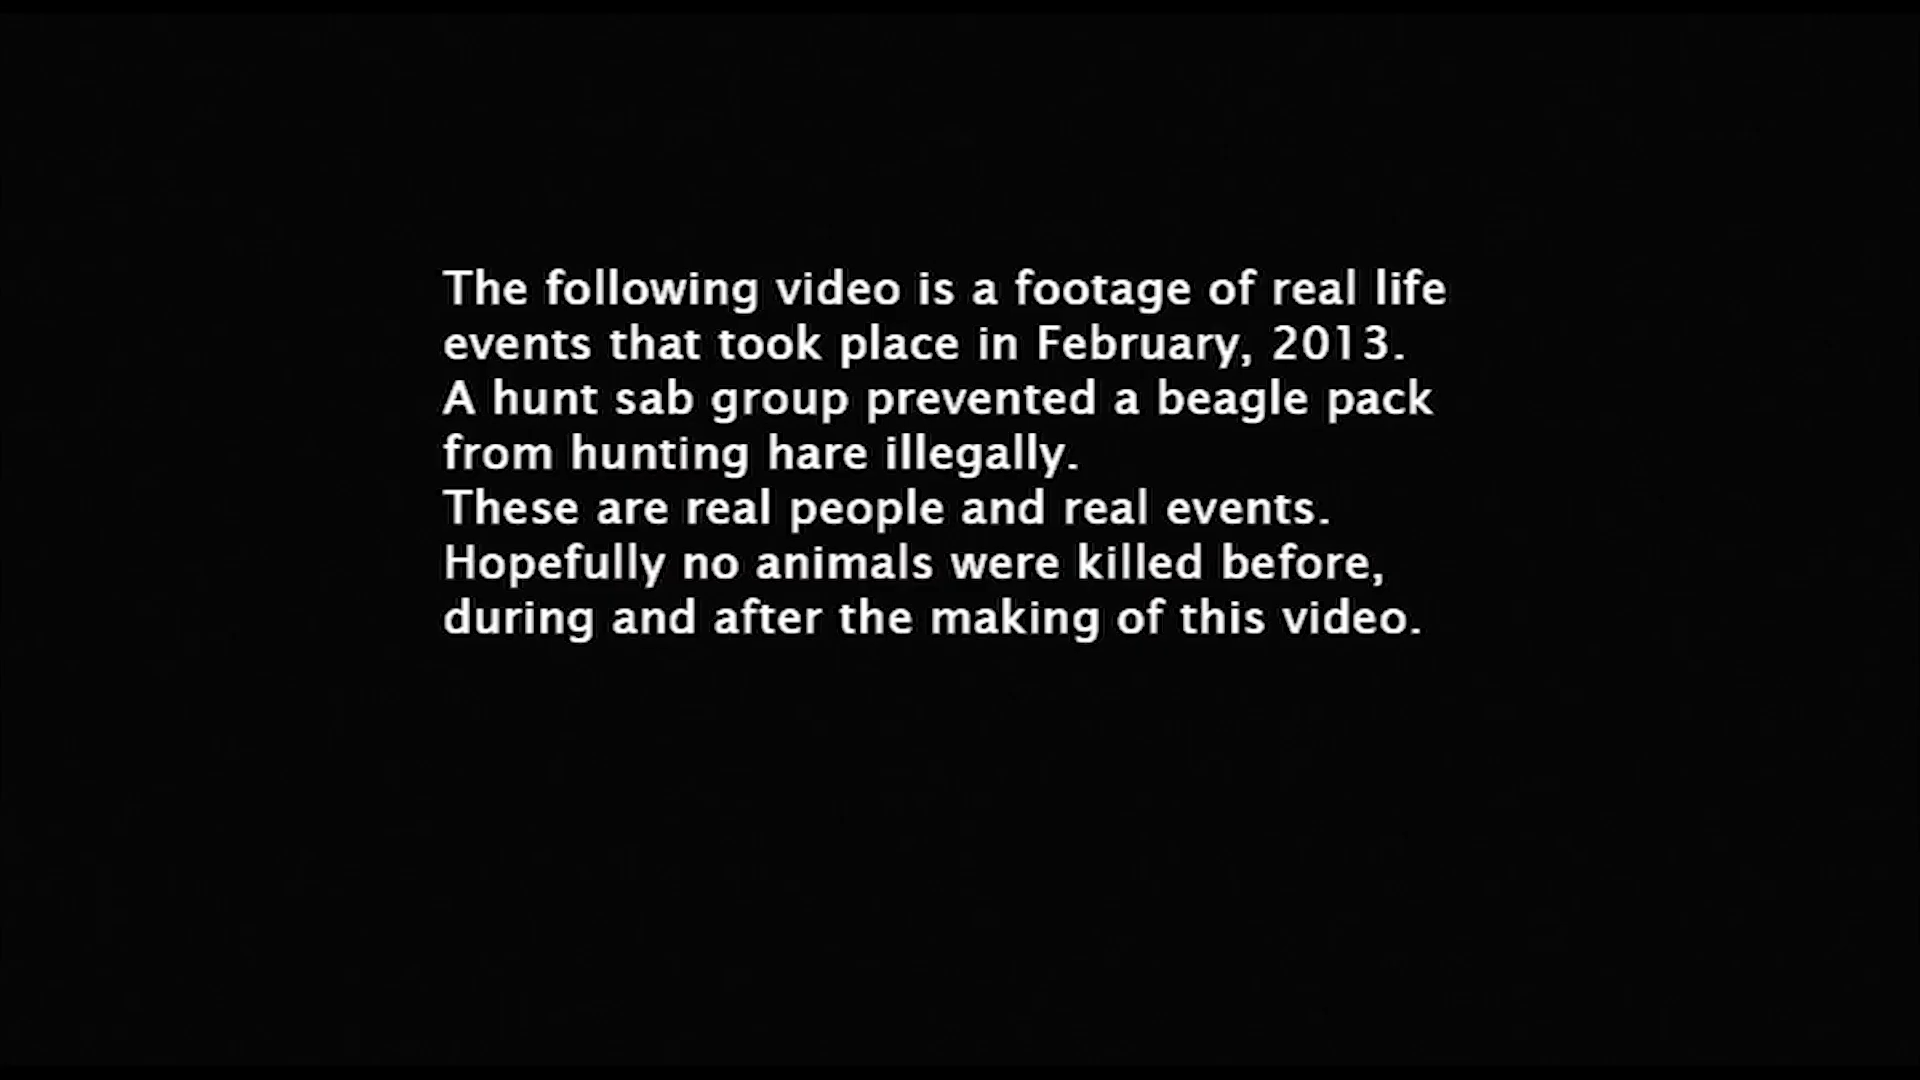 The following video is a footage of real life
events that took place in February, 2013.
A hunt sab group prevented a beagle pack
from hunting hare illegally.
These are real people and real events.
Hopefully no animals were killed before,
during and after the making of this video.